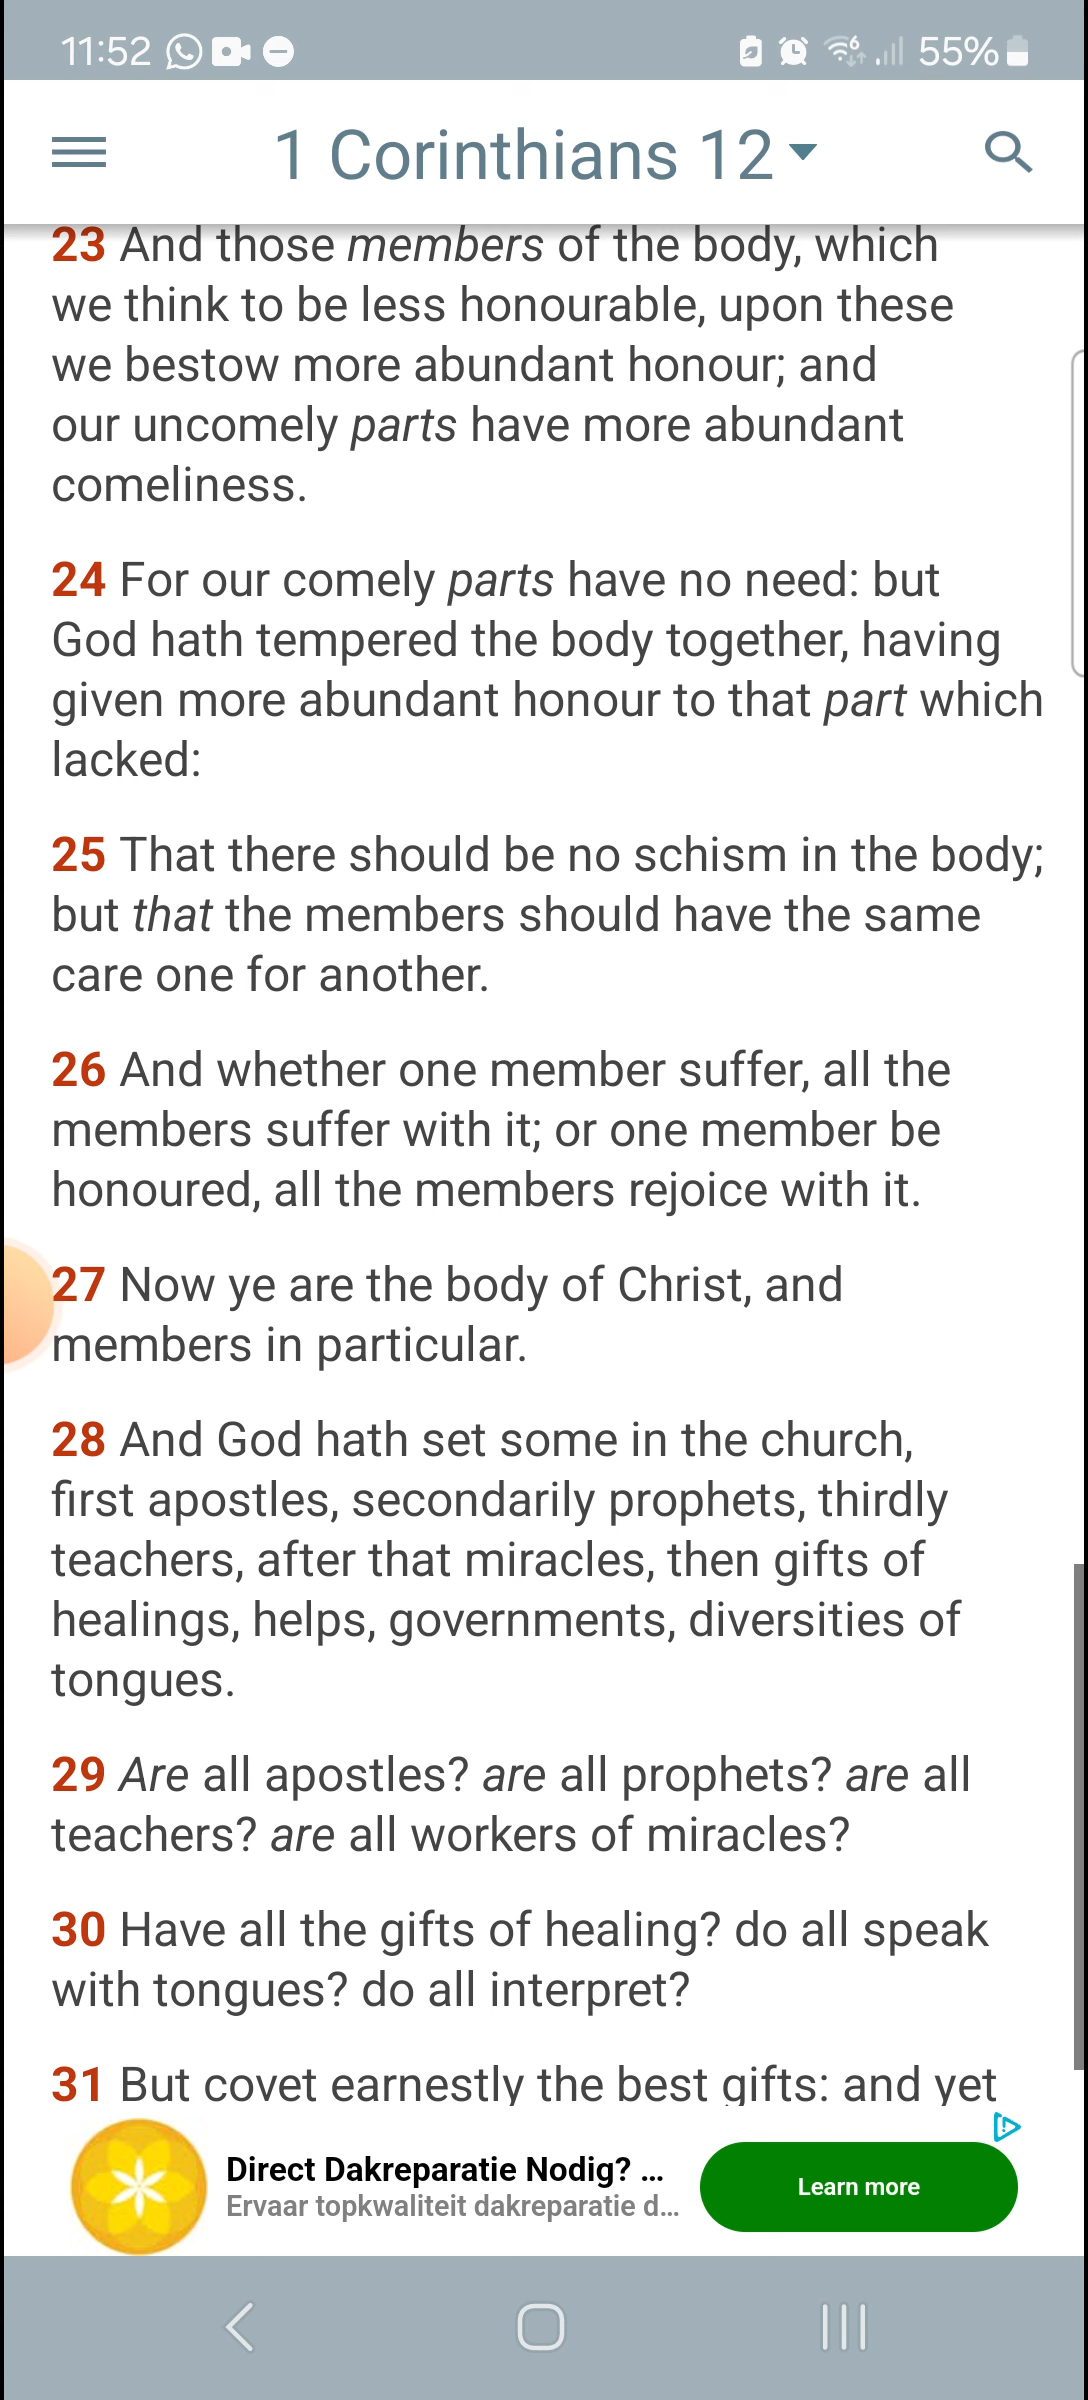 11:52 6 55%
1 Corinthians 12
23 And those members of the body, which
we think to be less honourable, upon these
we bestow more abundant honour; and
our uncomely parts have more abundant
comeliness.
24 For our comely parts have no need: but
God hath tempered the body together, having
given more abundant honour to that part which
lacked:
25 That there should be no schism in the body;
but that the members should have the same
care one for another.
26 And whether one member suffer, all the
members suffer with it; or one member be
honoured, all the members rejoice with it.
27 Now ye are the body of Christ, and
members in particular.
28 And God hath set some in the church,
first apostles, secondarily prophets, thirdly
teachers, after that miracles, then gifts of
healings, helps, governments, diversities of
tongues.
29 Are all apostles? are all prophets? are all
teachers? are all workers of miracles?
30 Have all the gifts of healing? do all speak
with tongues? do all interpret?
31 But covet earnestly the best gifts: and yet
Direct Dakreparatie Nodig? ...
Ervaar topkwaliteit dakreparatie d...
Learn more